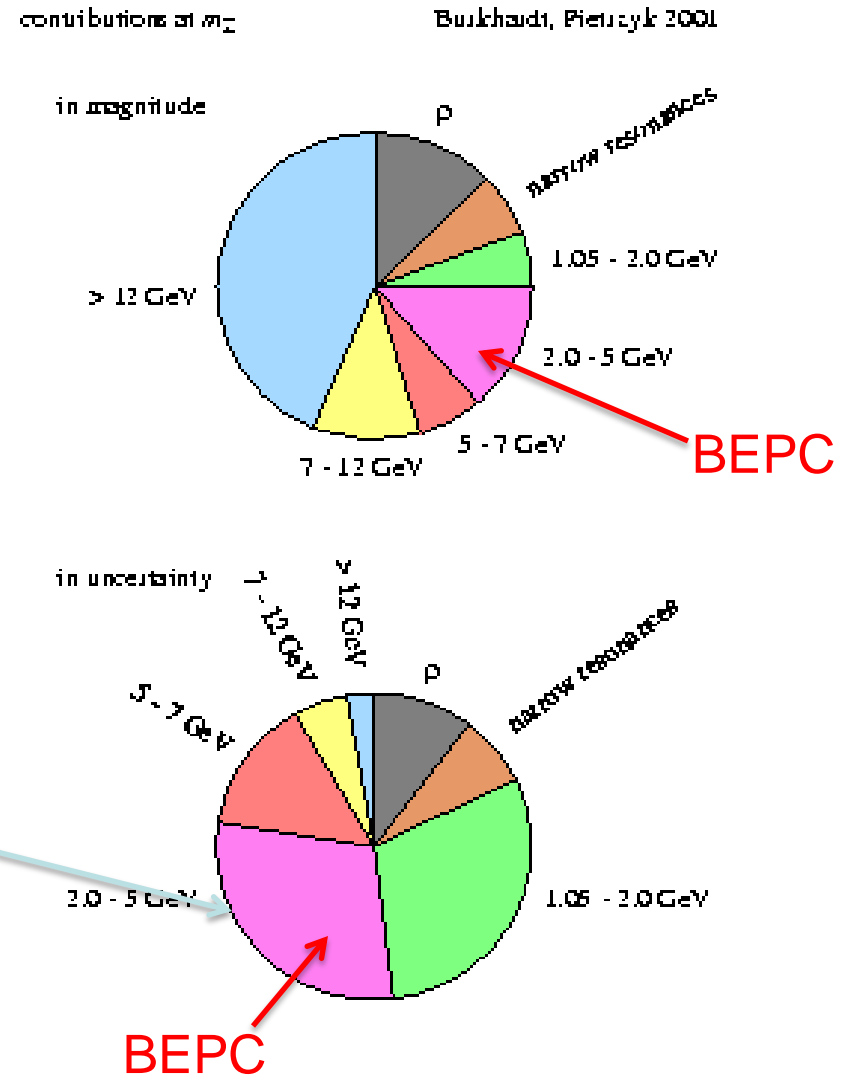 contributions at mZ Burkhardt, Pietrzyk 2001
in magnitude
ρ
narrow resonances
1.05 - 2.0 GeV
> 12 GeV
2.0 - 5 GeV
5 - 7 GeV
BEPC
7 - 12 GeV
in uncertainty
7 - 12 GeV
> 12 GeV
ρ
narrow resonances
5 - 7 GeV
2.0 - 5 GeV
1.05 - 2.0 GeV
BEPC